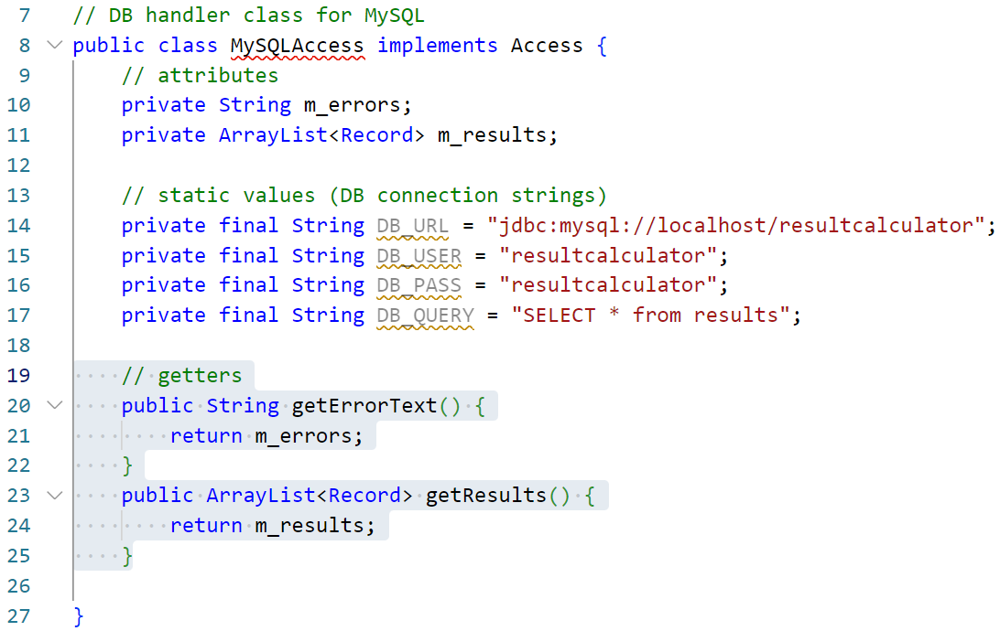 7 // DB handler class for MySQL
8 public class MySQLAccess implements Access {
9 // attributes
10 private String m_errors;
11 private ArrayList<Record> m_results;
12
13 // static values (DB connection strings)
14 private final String DB_URL = "jdbc:mysql://localhost/resultcalculator";
15 private final String DB_USER = "resultcalculator";
16 private final String DB_PASS = "resultcalculator";
17 private final String DB_QUERY = "SELECT * from results";
18
19 // getters
20 public String getErrorText() {
21 return m_errors;
22 }
23 public ArrayList<Record> getResults() {
24 return m_results;
25 }
26
27 }